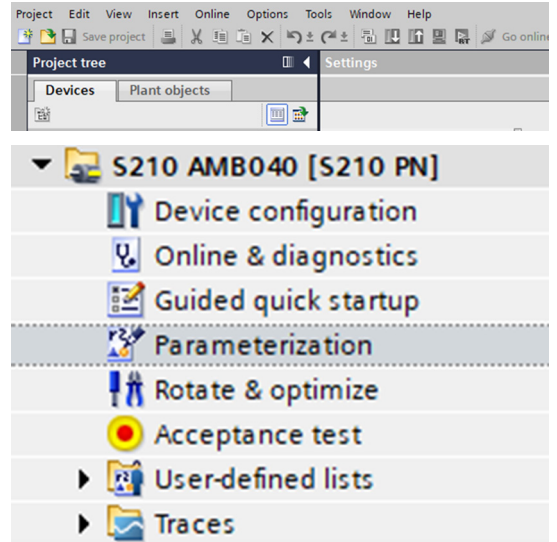 Project Edit View Insert Online Options Tools Window Help
Save project Go online
Project tree Settings
Devices Plant objects
S210 AMB040 [S210 PN]
Device configuration
Online & diagnostics
Guided quick startup
Parameterization
Rotate & optimize
Acceptance test
User-defined lists
Traces